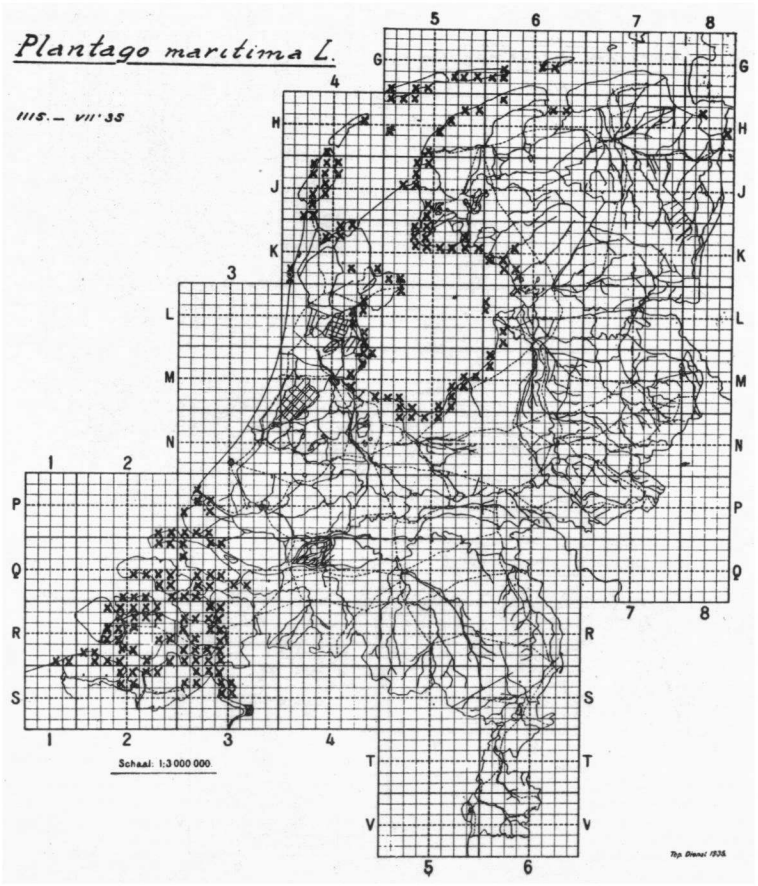 5 6 7 8
Plantago maritima L.
G G
4
1115. — VII '35
H H
J J
K K
3
L L
M M
N N
1 2
P P
Q Q
7 8
R R
S S
1 2 3 4
Schaal: 1:3 000 000.
T T
V V
Top. Dienst
5 6